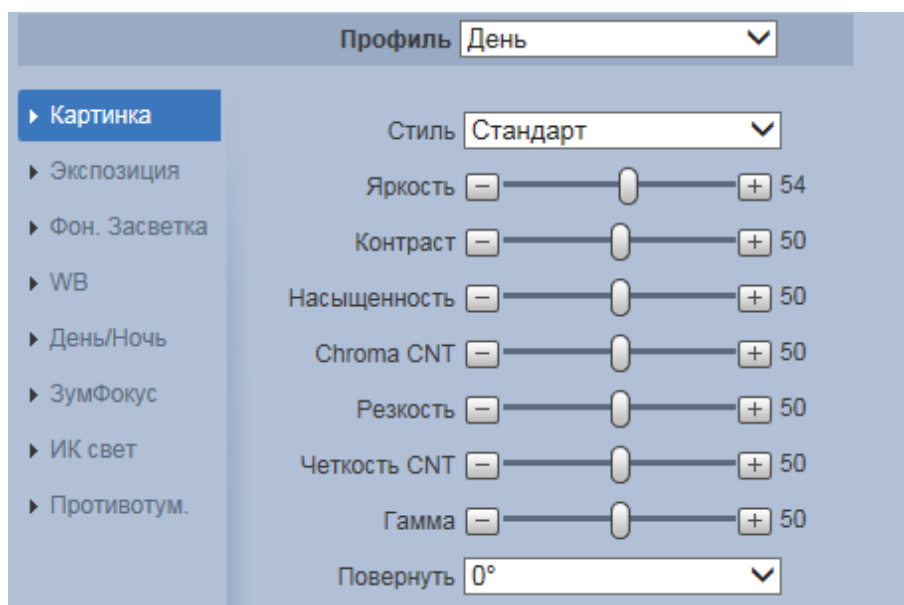 Профиль День
Картинка
Стиль Стандарт
Экспозиция
Яркость 54
Фон. Засветка
Контраст 50
WB
Насыщенность 50
День/Ночь
Chroma CNT 50
ЗумФокус
Резкость 50
ИК свет
Четкость CNT 50
Противотум.
Гамма 50
Повернуть 0°